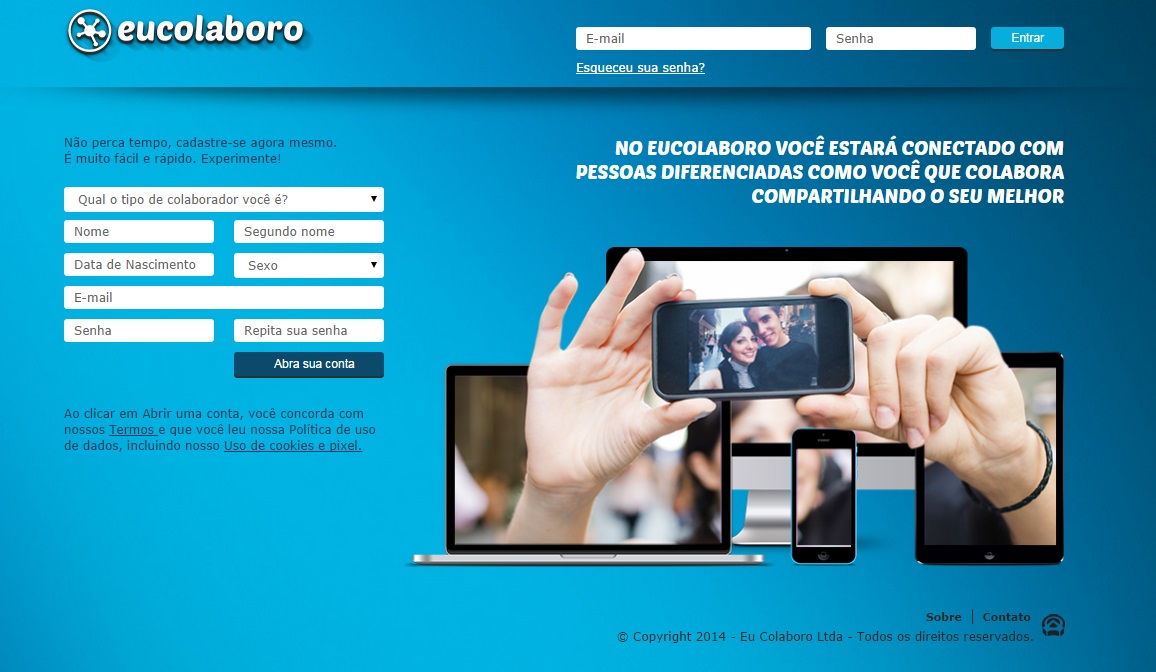 eucolaboro
E-mail
Senha
Entrar
Esqueceu sua senha?
Não perca tempo, cadastre-se agora mesmo.
É muito fácil e rápido. Experimente!
Qual o tipo de colaborador você é?
Nome
Segundo nome
Data de Nascimento
Sexo
E-mail
Senha
Repita sua senha
Abra sua conta
Ao clicar em Abrir uma conta, você concorda com
nossos Termos e que você leu nossa Política de uso
de dados, incluindo nosso Uso de cookies e pixel.
NO EUCOLABORO VOCÊ ESTARÁ CONECTADO COM
PESSOAS DIFERENCIADAS COMO VOCÊ QUE COLABORA
COMPARTILHANDO O SEU MELHOR
Sobre
Contato
© Copyright 2014 - Eu Colaboro Ltda - Todos os direitos reservados.